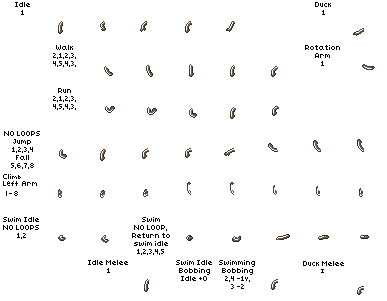 Idle
1
Duck
1
Walk
2,1,2,3,
4,5,4,3,
Rotation
Arm
1
Run
2,1,2,3,
4,5,4,3,
NO LOOPS
Jump
1,2,3,4
Fall
5,6,7,8
Climb
Left Arm
1 - 8
Swim Idle
NO LOOPS
1,2
Swim
NO LOOP,
Return to
swim idle
1,2,3,4,5
Swim Idle
Bobbing
Idle +0
Swimming
Bobbing
2,4 -1v,
3 -2
Idle Melee
1
Duck Melee
1